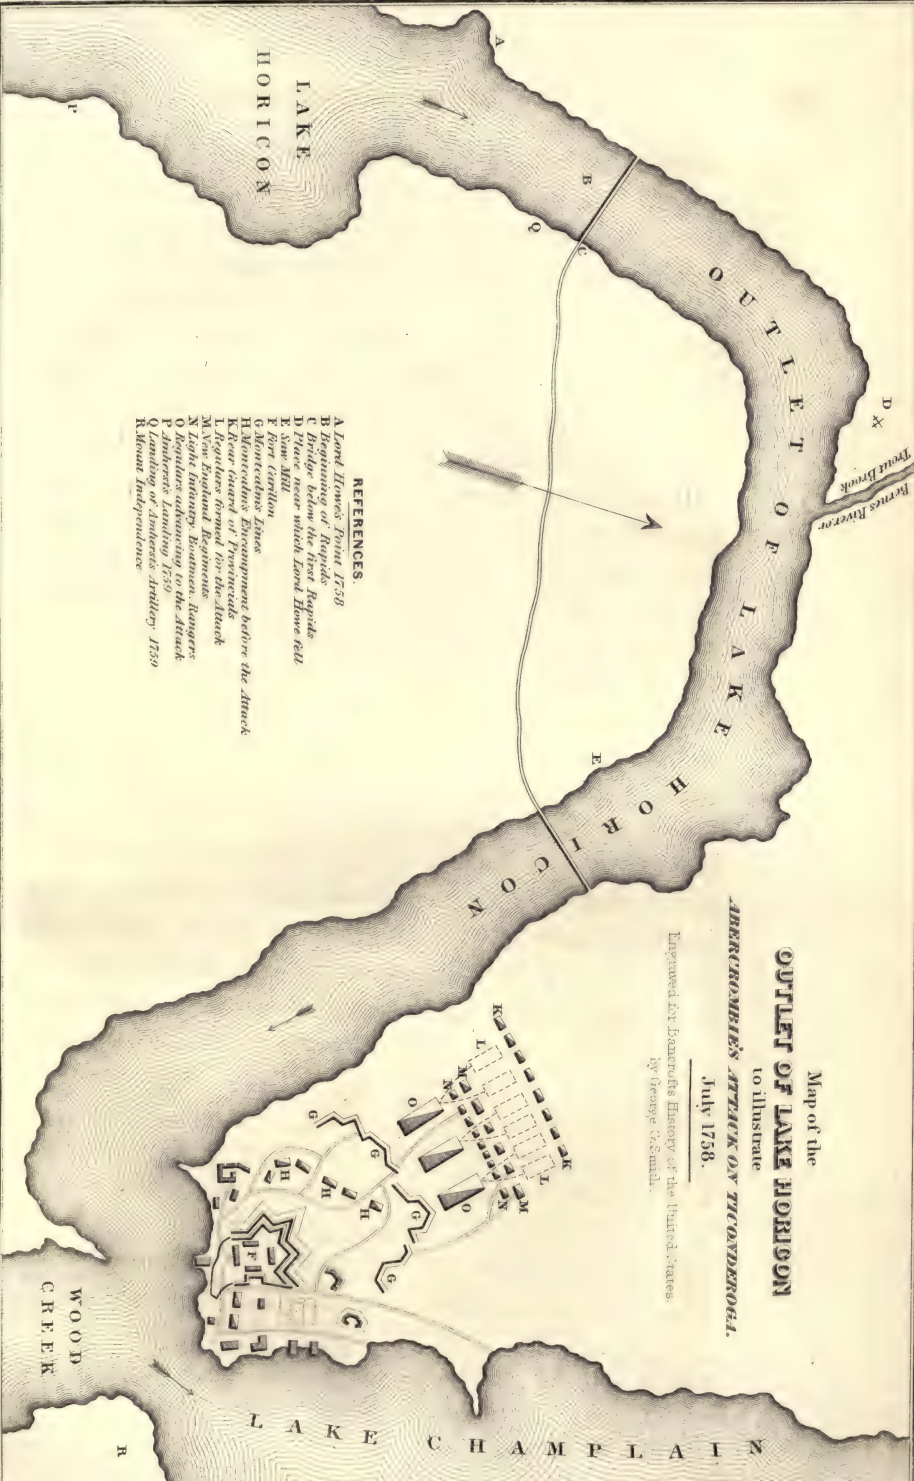 Map of the
OUTLET OF LAKE HORICON
to illustrate
ABERCROMBIE'S ATTACK ON TICONDEROGA.
July 1758.
Engraved for Bancrofts History of the United States.
by George G. Smith.
REFERENCES.
A Lord Howe's Point 1758
B Beginning of Rapids
C Bridge below the first Rapids
D Place near which Lord Howe fell
E Saw Mill
F Fort Carillon
G Montcalm's Lines
H Montcalm's Encampment before the Attack
K Rear Guard of Provincials
L Regulars formed for the Attack
M New England Regiments
N Light Infantry. Boatmen. Rangers
O Regulars advancing to the Attack
P Amherst's Landing 1759
Q Landing of Amherst's Artillery 1759
R Mount Independence
LAKE
HORICON
OUTLET OF LAKE HORICON
Trout Brook
Bernes River or
WOOD
CREEK
LAKE CHAMPLAIN
A
B
C
D
E
P
Q
R
K
K
L
L
M
M
N
N
O
O
G
G
G
G
H
H
H
F